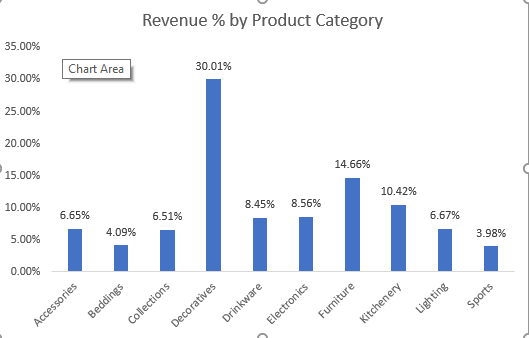 Revenue % by Product Category
35.00%
Chart Area
30.00%
30.01%
25.00%
20.00%
15.00%
14.66%
10.00%
10.42%
6.65%
4.09%
6.51%
8.45%
8.56%
6.67%
3.98%
5.00%
0.00%
Accessories
Beddings
Collections
Decoratives
Drinkware
Electronics
Furniture
Kitchenery
Lighting
Sports